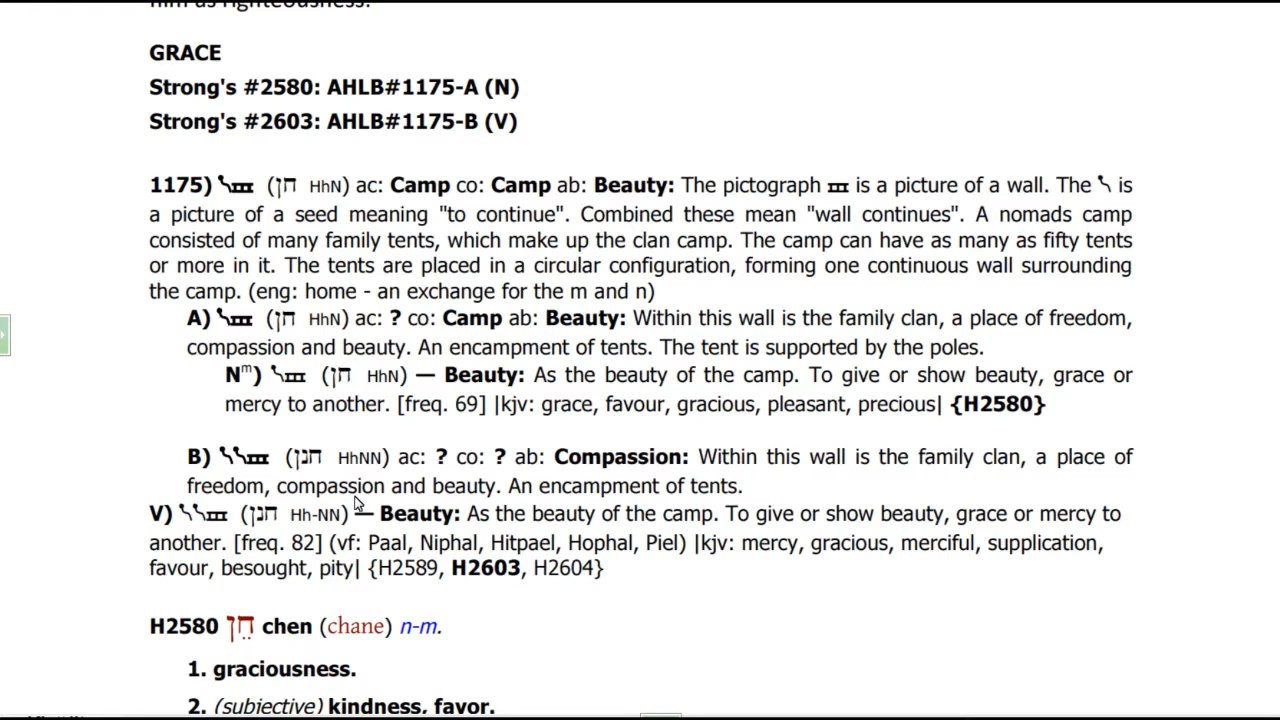 GRACE
Strong's #2580: AHLB#1175-A (N)
Strong's #2603: AHLB#1175-B (V)
1175) (חן HhN) ac: Camp co: Camp ab: Beauty: The pictograph is a picture of a wall. The is
a picture of a seed meaning "to continue". Combined these mean "wall continues". A nomads camp
consisted of many family tents, which make up the clan camp. The camp can have as many as fifty tents
or more in it. The tents are placed in a circular configuration, forming one continuous wall surrounding
the camp. (eng: home - an exchange for the m and n)
A) (חן HhN) ac: ? co: Camp ab: Beauty: Within this wall is the family clan, a place of freedom,
compassion and beauty. An encampment of tents. The tent is supported by the poles.
Nm) (חן HhN) — Beauty: As the beauty of the camp. To give or show beauty, grace or
mercy to another. [freq. 69] |kjv: grace, favour, gracious, pleasant, precious| {H2580}
B) (חנן HhNN) ac: ? co: ? ab: Compassion: Within this wall is the family clan, a place of
freedom, compassion and beauty. An encampment of tents.
V) (חנן Hh-NN) — Beauty: As the beauty of the camp. To give or show beauty, grace or mercy to
another. [freq. 82] (vf: Paal, Niphal, Hitpael, Hophal, Piel) |kjv: mercy, gracious, merciful, supplication,
favour, besought, pity| {H2589, H2603, H2604}
H2580 חֵן chen (chane) n-m.
1. graciousness.
2. (subjective) kindness, favor.